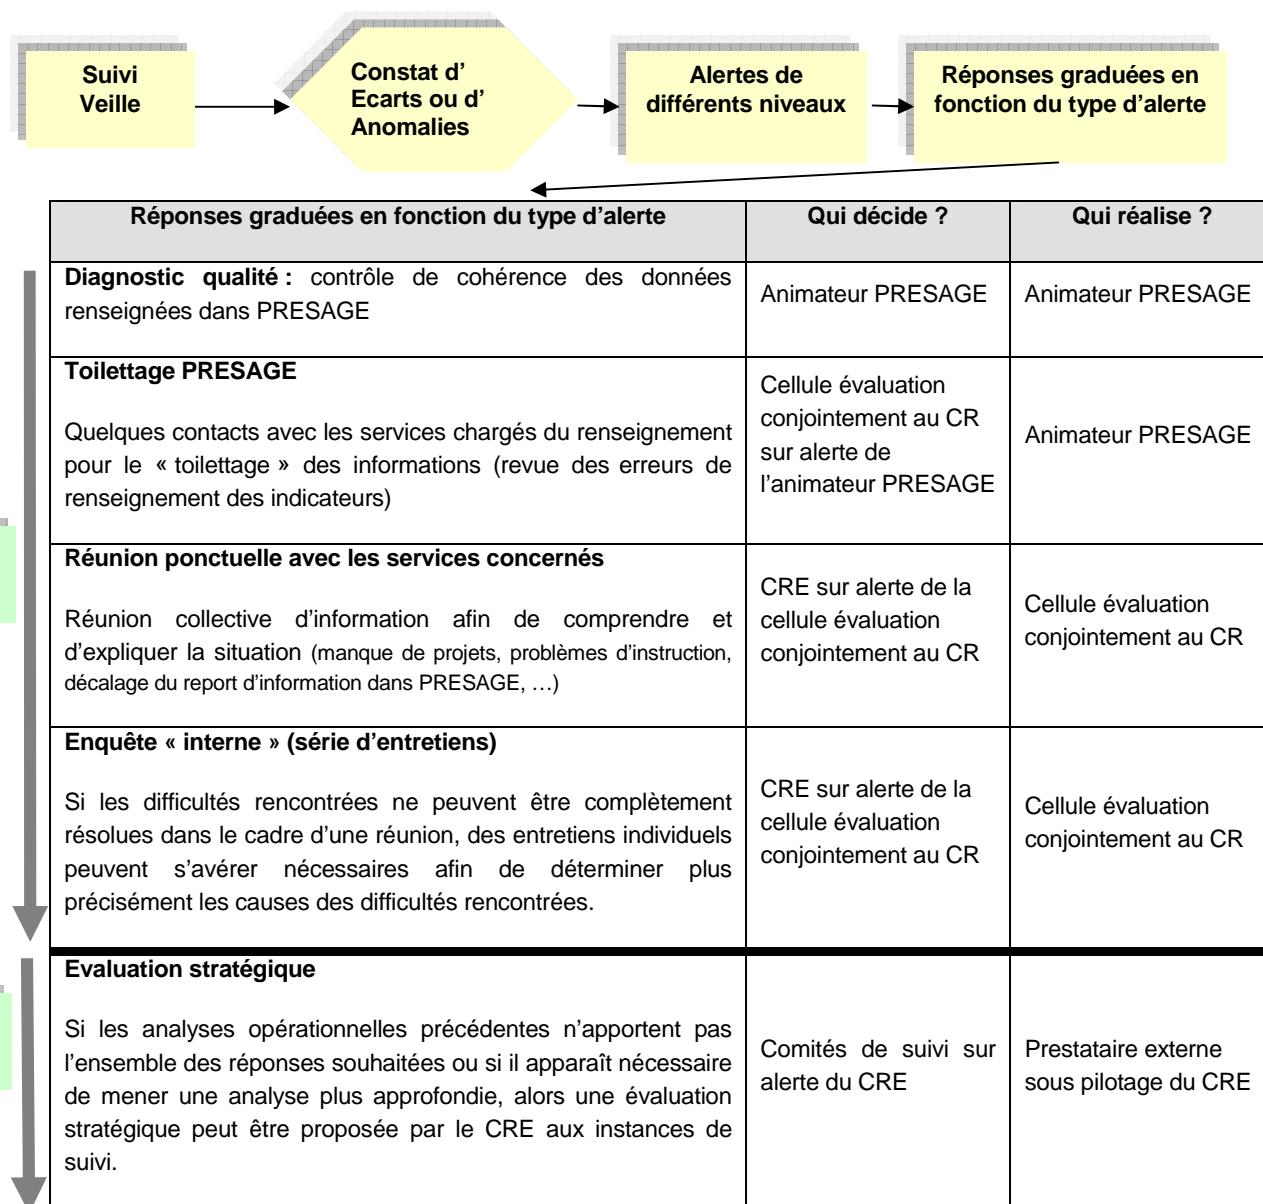 Suivi
Veille
Constat d'
Ecarts ou d'
Anomalies
Alertes de
différents niveaux
Réponses graduées en
fonction du type d'alerte
Réponses graduées en fonction du type d'alerte
Qui décide ?
Qui réalise ?
Diagnostic qualité : contrôle de cohérence des données
renseignées dans PRESAGE
Animateur PRESAGE
Animateur PRESAGE
Toilettage PRESAGE
Quelques contacts avec les services chargés du renseignement
pour le « toilettage » des informations (revue des erreurs de
renseignement des indicateurs)
Cellule évaluation
conjointement au CR
sur alerte de
l'animateur PRESAGE
Animateur PRESAGE
Réunion ponctuelle avec les services concernés
Réunion collective d'information afin de comprendre et
d'expliquer la situation (manque de projets, problèmes d'instruction,
décalage du report d'information dans PRESAGE, …)
CRE sur alerte de la
cellule évaluation
conjointement au CR
Cellule évaluation
conjointement au CR
Enquête « interne » (série d'entretiens)
Si les difficultés rencontrées ne peuvent être complètement
résolues dans le cadre d'une réunion, des entretiens individuels
peuvent s'avérer nécessaires afin de déterminer plus
précisément les causes des difficultés rencontrées.
CRE sur alerte de la
cellule évaluation
conjointement au CR
Cellule évaluation
conjointement au CR
Evaluation stratégique
Si les analyses opérationnelles précédentes n'apportent pas
l'ensemble des réponses souhaitées ou si il apparaît nécessaire
de mener une analyse plus approfondie, alors une évaluation
stratégique peut être proposée par le CRE aux instances de
suivi.
Comités de suivi sur
alerte du CRE
Prestataire externe
sous pilotage du CRE